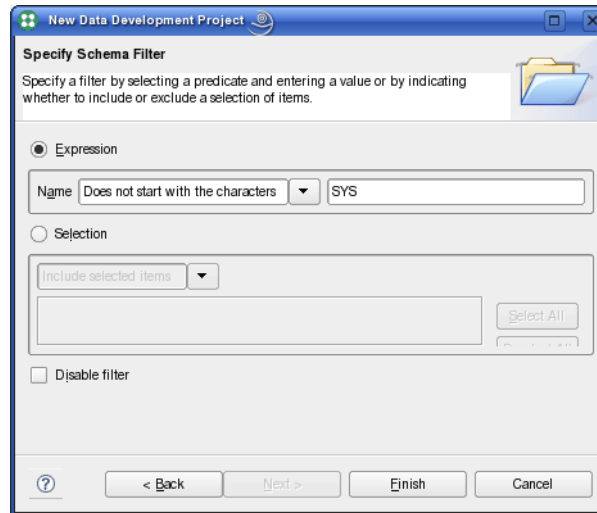 New Data Development Project
Specify Schema Filter
Specify a filter by selecting a predicate and entering a value or by indicating
whether to include or exclude a selection of items.
Expression
Name Does not start with the characters SYS
Selection
Include selected items
Select All
Disable filter
? < Back Next > Finish Cancel